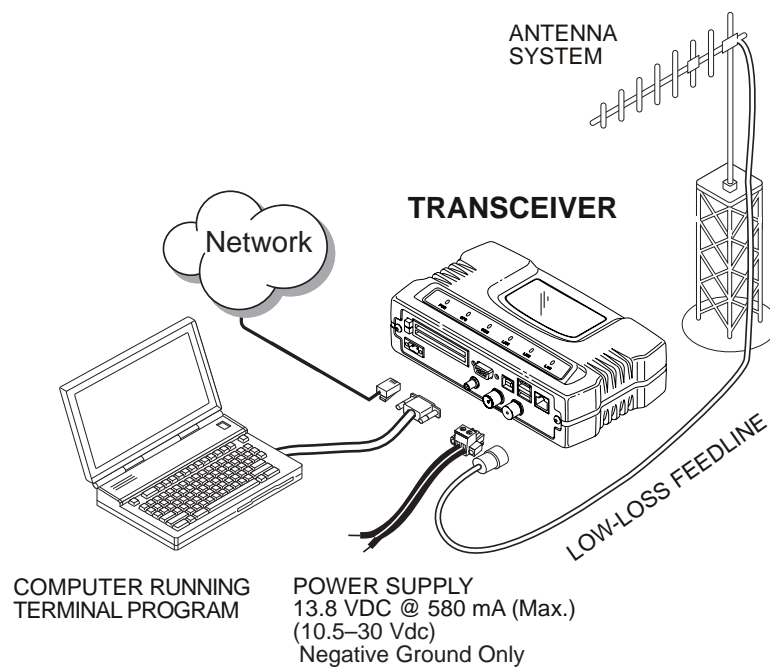 ANTENNA
SYSTEM
TRANSCEIVER
Network
LOW-LOSS FEEDLINE
COMPUTER RUNNING
TERMINAL PROGRAM
POWER SUPPLY
13.8 VDC @ 580 mA (Max.)
(10.5–30 Vdc)
Negative Ground Only